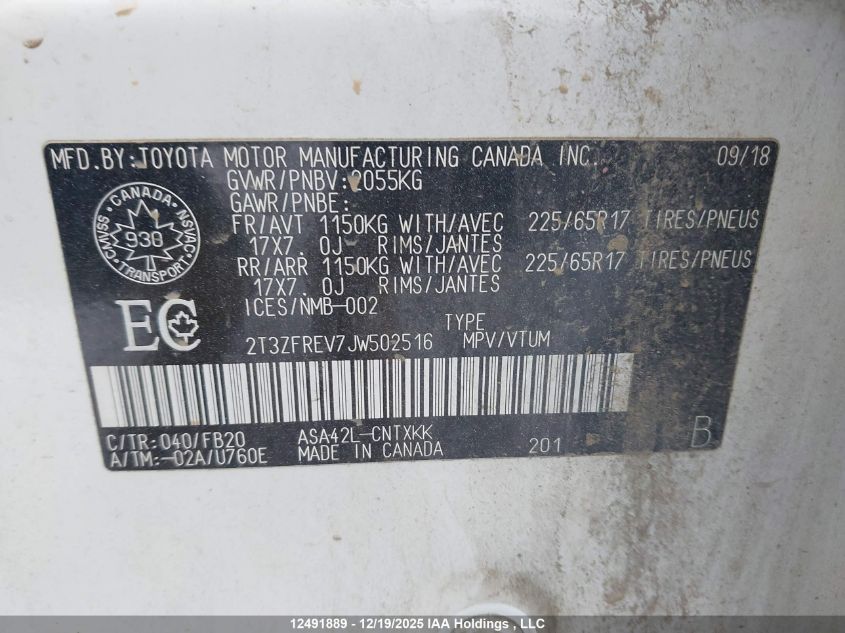 MFD.BY:TOYOTA MOTOR MANUFACTURING CANADA INC. 09/18
GVWR/PNBV:2055KG
GAWR/PNBE:
FR/AVT 1150KG WITH/AVEC 225/65R17 TIRES/PNEUS
17X7.0J RIMS/JANTES
RR/ARR 1150KG WITH/AVEC 225/65R17 TIRES/PNEUS
17X7.0J RIMS/JANTES
ICES/NMB-002
CANADA
CMVSS 930 NSVAC
TRANSPORT
EC
TYPE
2T3ZFREV7JW502516 MPV/VTUM
C/TR:040/FB20 ASA42L-CNTXKK
A/TM:-02A/U760E MADE IN CANADA 201 B
12491889 - 12/19/2025 IAA Holdings , LLC